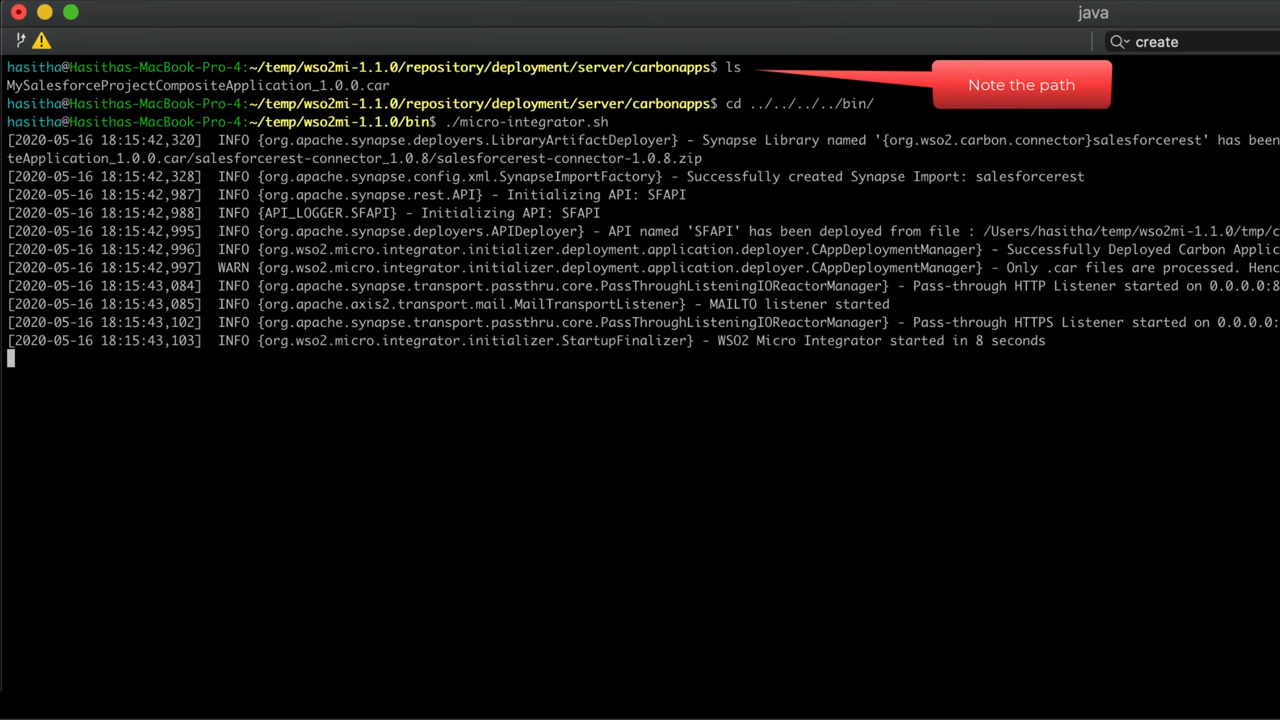 java
create
hasitha@Hasithas-MacBook-Pro-4:~/temp/wso2mi-1.1.0/repository/deployment/server/carbonapps$ ls
Note the path
MySalesforceProjectCompositeApplication_1.0.0.car
hasitha@Hasithas-MacBook-Pro-4:~/temp/wso2mi-1.1.0/repository/deployment/server/carbonapps$ cd ../../../../bin/
hasitha@Hasithas-MacBook-Pro-4:~/temp/wso2mi-1.1.0/bin$ ./micro-integrator.sh
[2020-05-16 18:15:42,320]  INFO {org.apache.synapse.deployers.LibraryArtifactDeployer} - Synapse Library named '{org.wso2.carbon.connector}salesforcerest' has been
teApplication_1.0.0.car/salesforcerest-connector_1.0.8/salesforcerest-connector-1.0.8.zip
[2020-05-16 18:15:42,328]  INFO {org.apache.synapse.config.xml.SynapseImportFactory} - Successfully created Synapse Import: salesforcerest
[2020-05-16 18:15:42,987]  INFO {org.apache.synapse.rest.API} - Initializing API: SFAPI
[2020-05-16 18:15:42,988]  INFO {API_LOGGER.SFAPI} - Initializing API: SFAPI
[2020-05-16 18:15:42,995]  INFO {org.apache.synapse.deployers.APIDeployer} - API named 'SFAPI' has been deployed from file : /Users/hasitha/temp/wso2mi-1.1.0/tmp/c
[2020-05-16 18:15:42,996]  INFO {org.wso2.micro.integrator.initializer.deployment.application.deployer.CAppDeploymentManager} - Successfully Deployed Carbon Applic
[2020-05-16 18:15:42,997]  WARN {org.wso2.micro.integrator.initializer.deployment.application.deployer.CAppDeploymentManager} - Only .car files are processed. Henc
[2020-05-16 18:15:43,084]  INFO {org.apache.synapse.transport.passthru.core.PassThroughListeningIOReactorManager} - Pass-through HTTP Listener started on 0.0.0.0:8
[2020-05-16 18:15:43,085]  INFO {org.apache.axis2.transport.mail.MailTransportListener} - MAILTO listener started
[2020-05-16 18:15:43,102]  INFO {org.apache.synapse.transport.passthru.core.PassThroughListeningIOReactorManager} - Pass-through HTTPS Listener started on 0.0.0.0:
[2020-05-16 18:15:43,103]  INFO {org.wso2.micro.integrator.initializer.StartupFinalizer} - WSO2 Micro Integrator started in 8 seconds